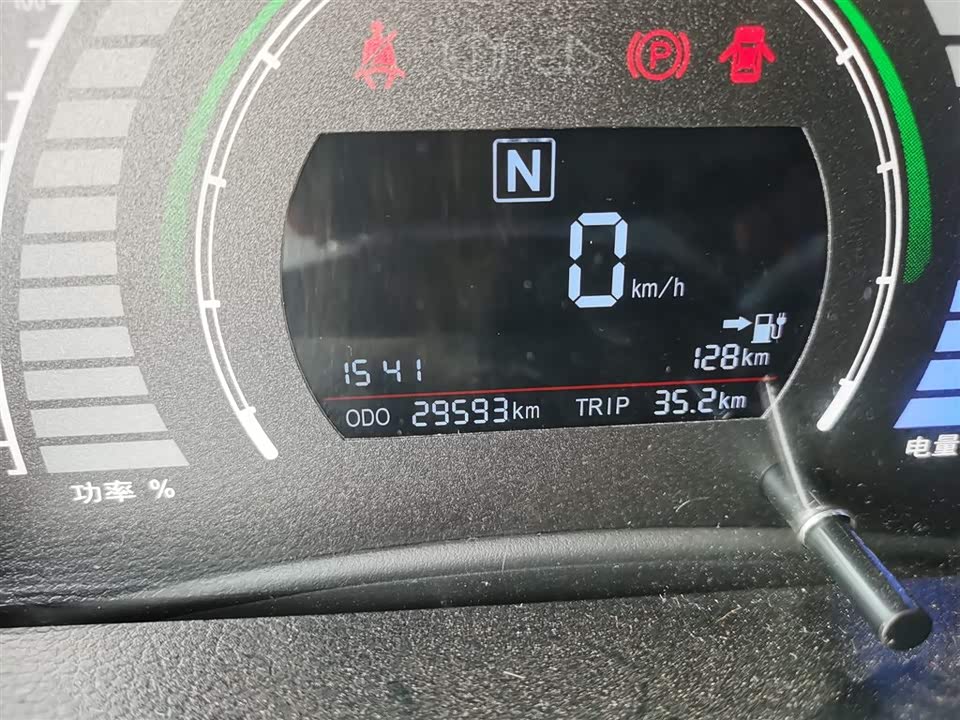 P
N
0 km/h
128km
15 41
ODO 29593km TRIP 35.2km
功率 %
电量